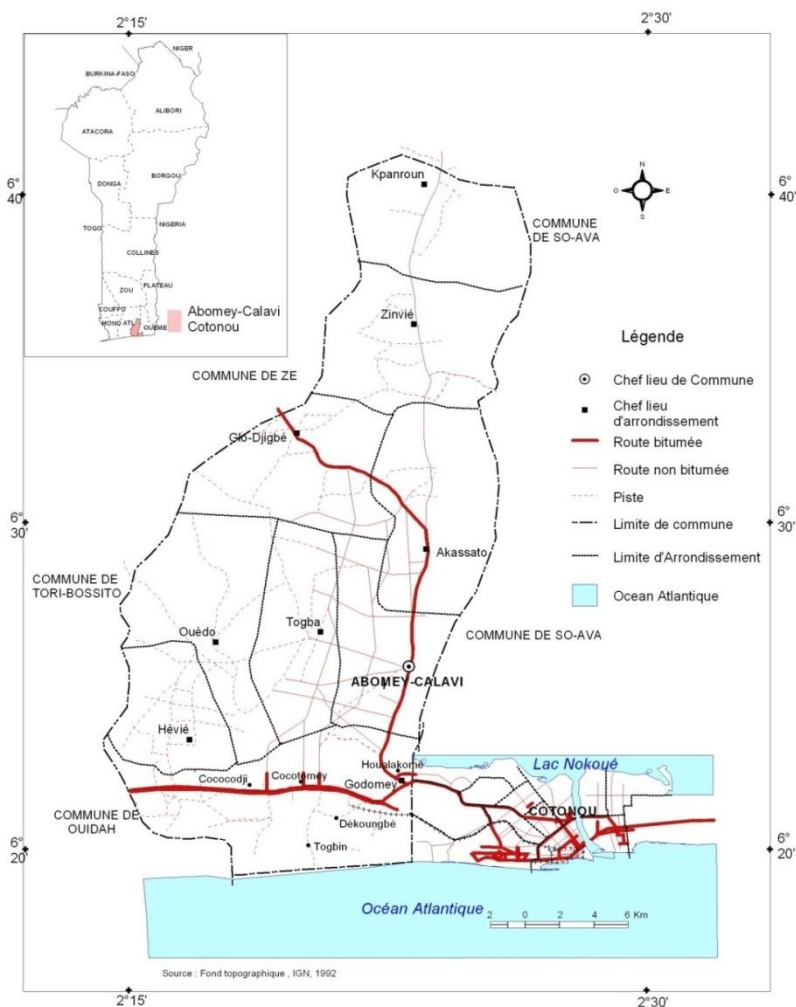 2°15'
2°30'
NIGER
BURKINA-FASO
ALIBORI
ATACORA
DONGA
BORGOU
TOGO
NIGERIA
COLLINES
PLATEAU
ZOU
COUFFO
MONO ATL
OUEME
Abomey-Calavi
Cotonou
6°
40'
6°
40'
N
O
E
S
Kpanroun
COMMUNE
DE SO-AVA
Zinvié
COMMUNE DE ZE
Glo-Djigbé
Légende
Chef lieu de Commune
Chef lieu
d'arrondissement
Route bitumée
Route non bitumée
Piste
Limite de commune
Limite d'Arrondissement
Ocean Atlantique
6°
30'
6°
30'
Akassato
COMMUNE DE
TORI-BOSSITO
Togba
Ouèdo
COMMUNE DE SO-AVA
ABOMEY-CALAVI
Hèvié
Houalakomè
Lac Nokoué
Cococodji
Cocotomey
Godomey
COTONOU
COMMUNE DE
OUIDAH
Dèkoungbé
Togbin
6°
20'
6°
20'
Océan Atlantique
2 0 2 4 6 Km
Source : Fond topographique , IGN, 1992
2°15'
2°30'